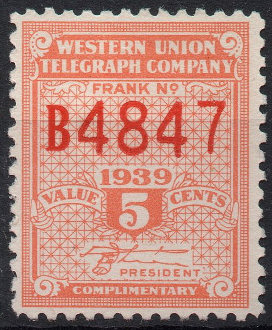 WESTERN UNION
TELEGRAPH COMPANY
FRANK Nº
B4847
1939
VALUE 5 CENTS
PRESIDENT
COMPLIMENTARY